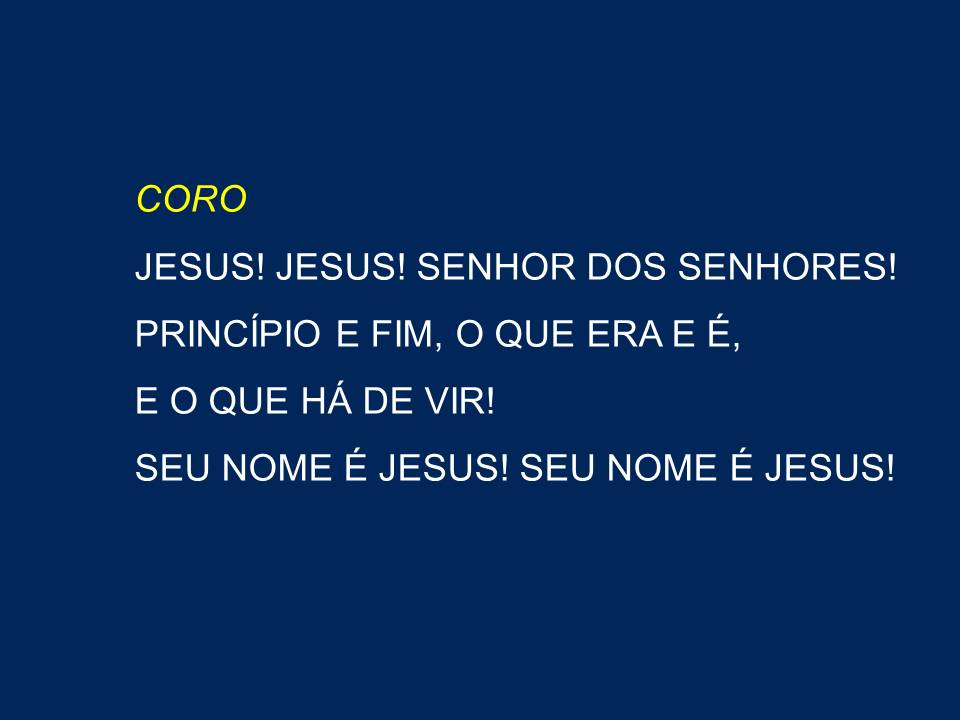 CORO
JESUS! JESUS! SENHOR DOS SENHORES!
PRINCÍPIO E FIM, O QUE ERA E É,
E O QUE HÁ DE VIR!
SEU NOME É JESUS! SEU NOME É JESUS!